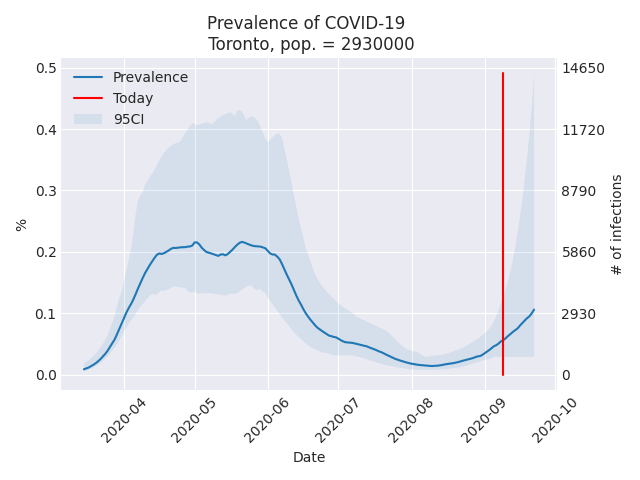 Prevalence of COVID-19
Toronto, pop. = 2930000
Prevalence
Today
95CI
0.5
0.4
0.3
0.2
0.1
0.0
%
14650
11720
8790
5860
2930
0
# of infections
2020-04
2020-05
2020-06
2020-07
2020-08
2020-09
2020-10
Date